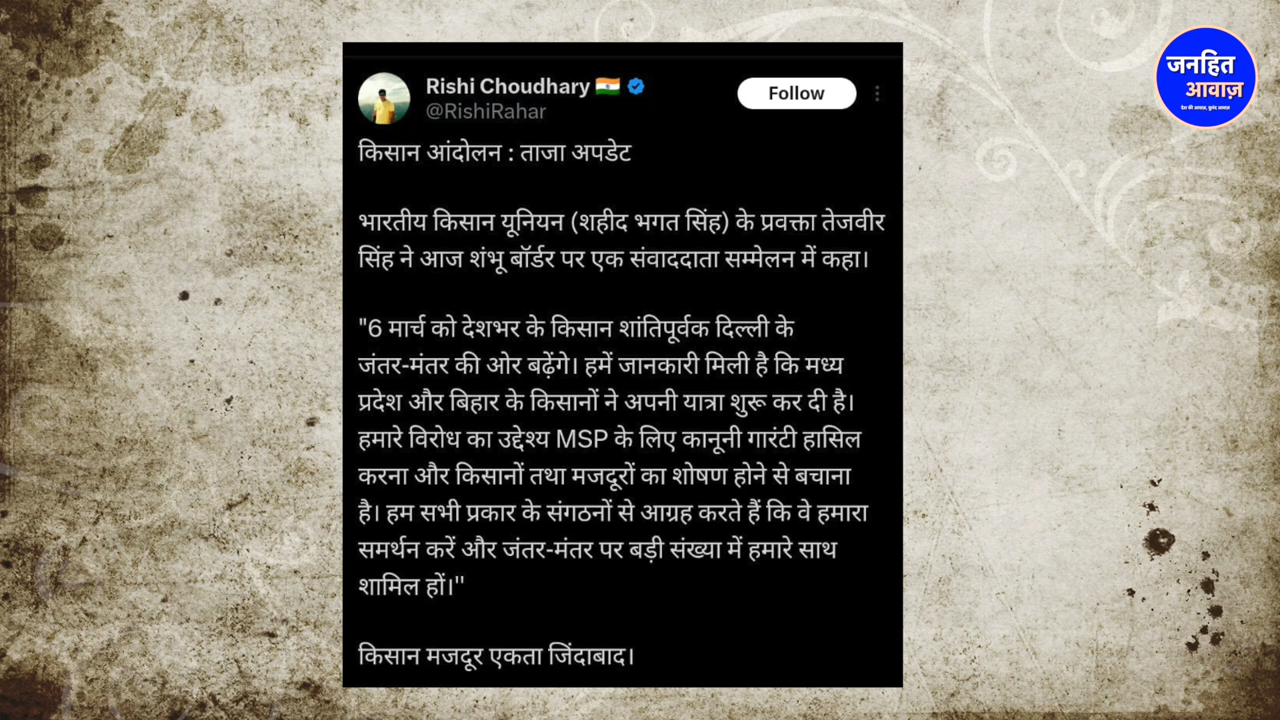 जनहित
आवाज़
देश की आवाज़, बुलंद आवाज़
Rishi Choudhary
@RishiRahar
Follow
किसान आंदोलन : ताजा अपडेट
भारतीय किसान यूनियन (शहीद भगत सिंह) के प्रवक्ता तेजवीर
सिंह ने आज शंभू बॉर्डर पर एक संवाददाता सम्मेलन में कहा।
"6 मार्च को देशभर के किसान शांतिपूर्वक दिल्ली के
जंतर-मंतर की ओर बढ़ेंगे। हमें जानकारी मिली है कि मध्य
प्रदेश और बिहार के किसानों ने अपनी यात्रा शुरू कर दी है।
हमारे विरोध का उद्देश्य MSP के लिए कानूनी गारंटी हासिल
करना और किसानों तथा मजदूरों का शोषण होने से बचाना
है। हम सभी प्रकार के संगठनों से आग्रह करते हैं कि वे हमारा
समर्थन करें और जंतर-मंतर पर बड़ी संख्या में हमारे साथ
शामिल हों।"
किसान मजदूर एकता जिंदाबाद।